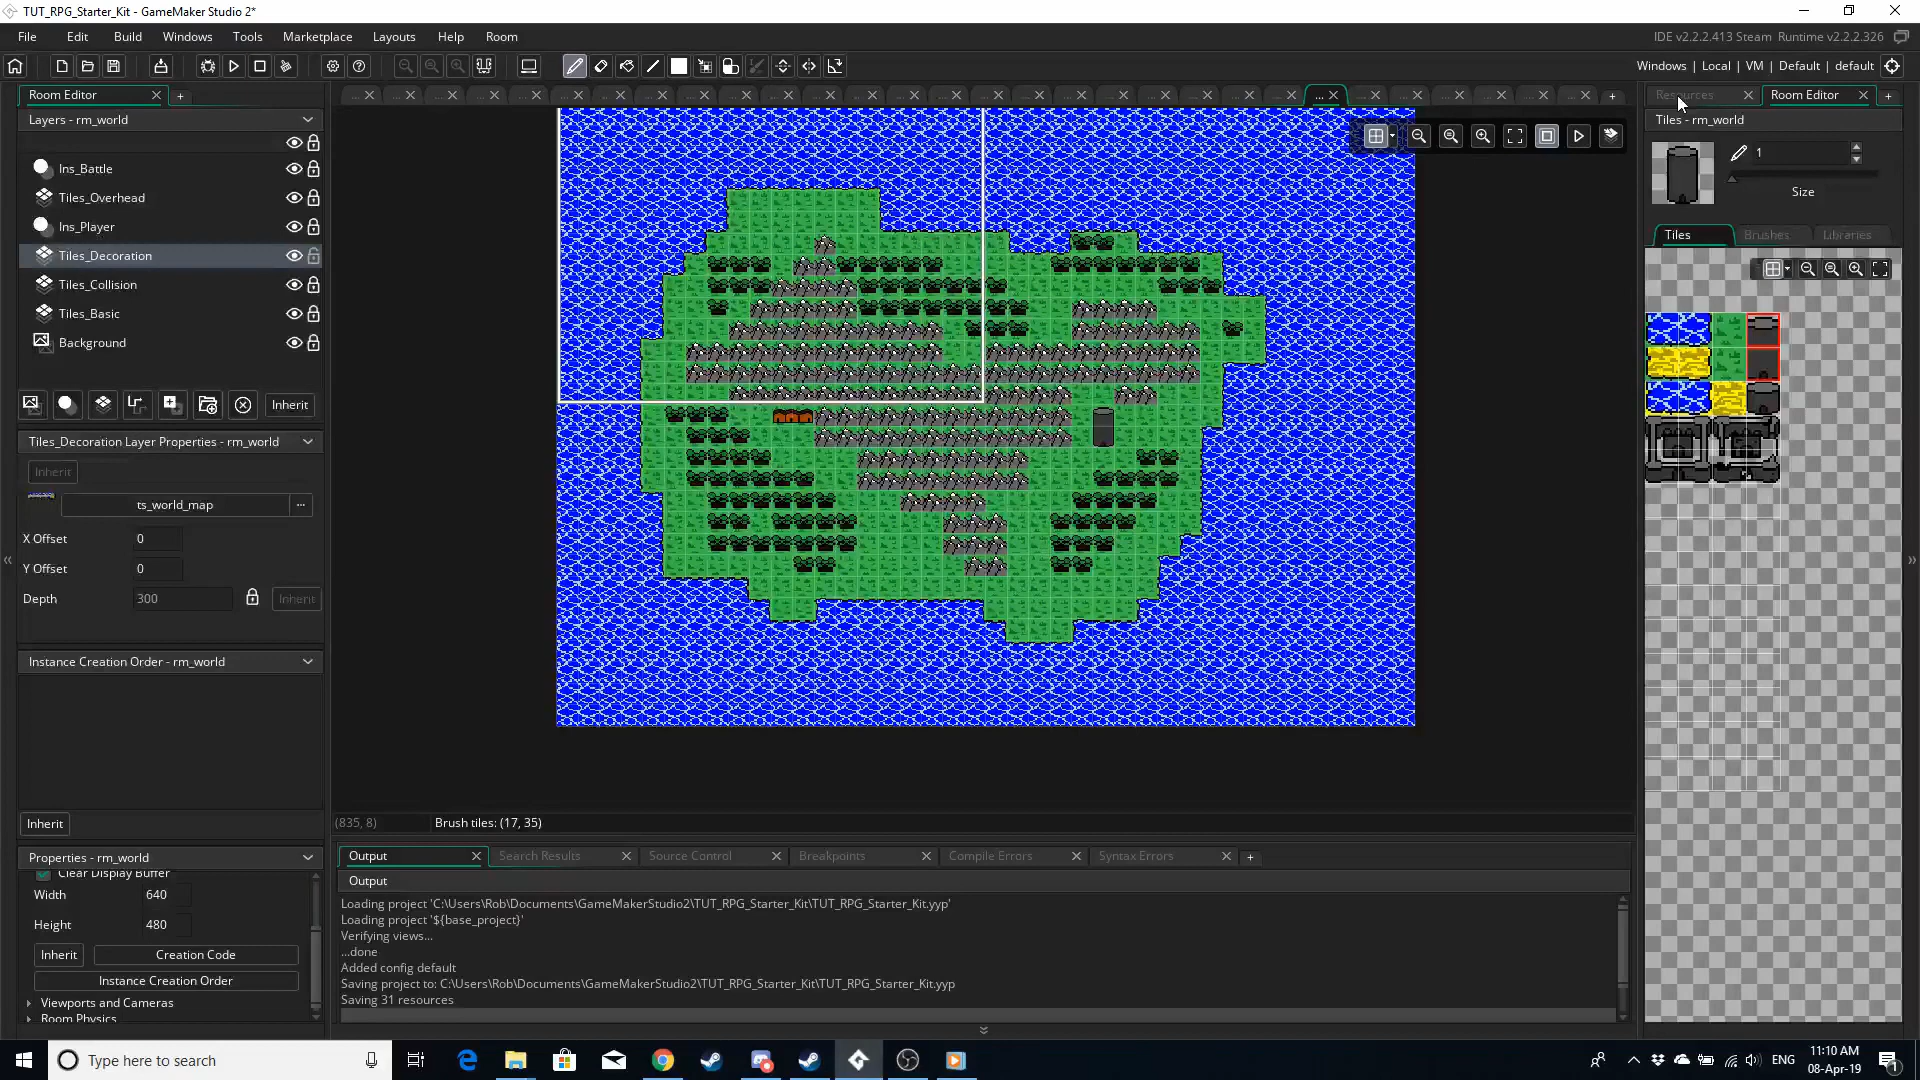 TUT_RPG_Starter_Kit - GameMaker Studio 2*
File Edit Build Windows Tools Marketplace Layouts Help Room
IDE v2.2.2.413 Steam Runtime v2.2.2.326
Windows | Local | VM | Default | default
Room Editor
Layers - rm_world
Ins_Battle
Tiles_Overhead
Ins_Player
Tiles_Decoration
Tiles_Collision
Tiles_Basic
Background
Inherit
Tiles_Decoration Layer Properties - rm_world
Inherit
ts_world_map
...
X Offset 0
Y Offset 0
Depth 300 Inherit
Instance Creation Order - rm_world
Inherit
Properties - rm_world
Clear Display Buffer
Width 640
Height 480
Inherit Creation Code
Instance Creation Order
Viewports and Cameras
Room Physics
(835, 8) Brush tiles: (17, 35)
Output Search Results Source Control Breakpoints Compile Errors Syntax Errors
Output
Loading project 'C:\Users\Rob\Documents\GameMakerStudio2\TUT_RPG_Starter_Kit\TUT_RPG_Starter_Kit.yyp'
Loading project '${base_project}'
Verifying views...
...done
Added config default
Saving project to: C:\Users\Rob\Documents\GameMakerStudio2\TUT_RPG_Starter_Kit\TUT_RPG_Starter_Kit.yyp
Saving 31 resources
Resources Room Editor
Tiles - rm_world
1
Size
Tiles Brushes Libraries
Type here to search
ENG
11:10 AM
08-Apr-19
1